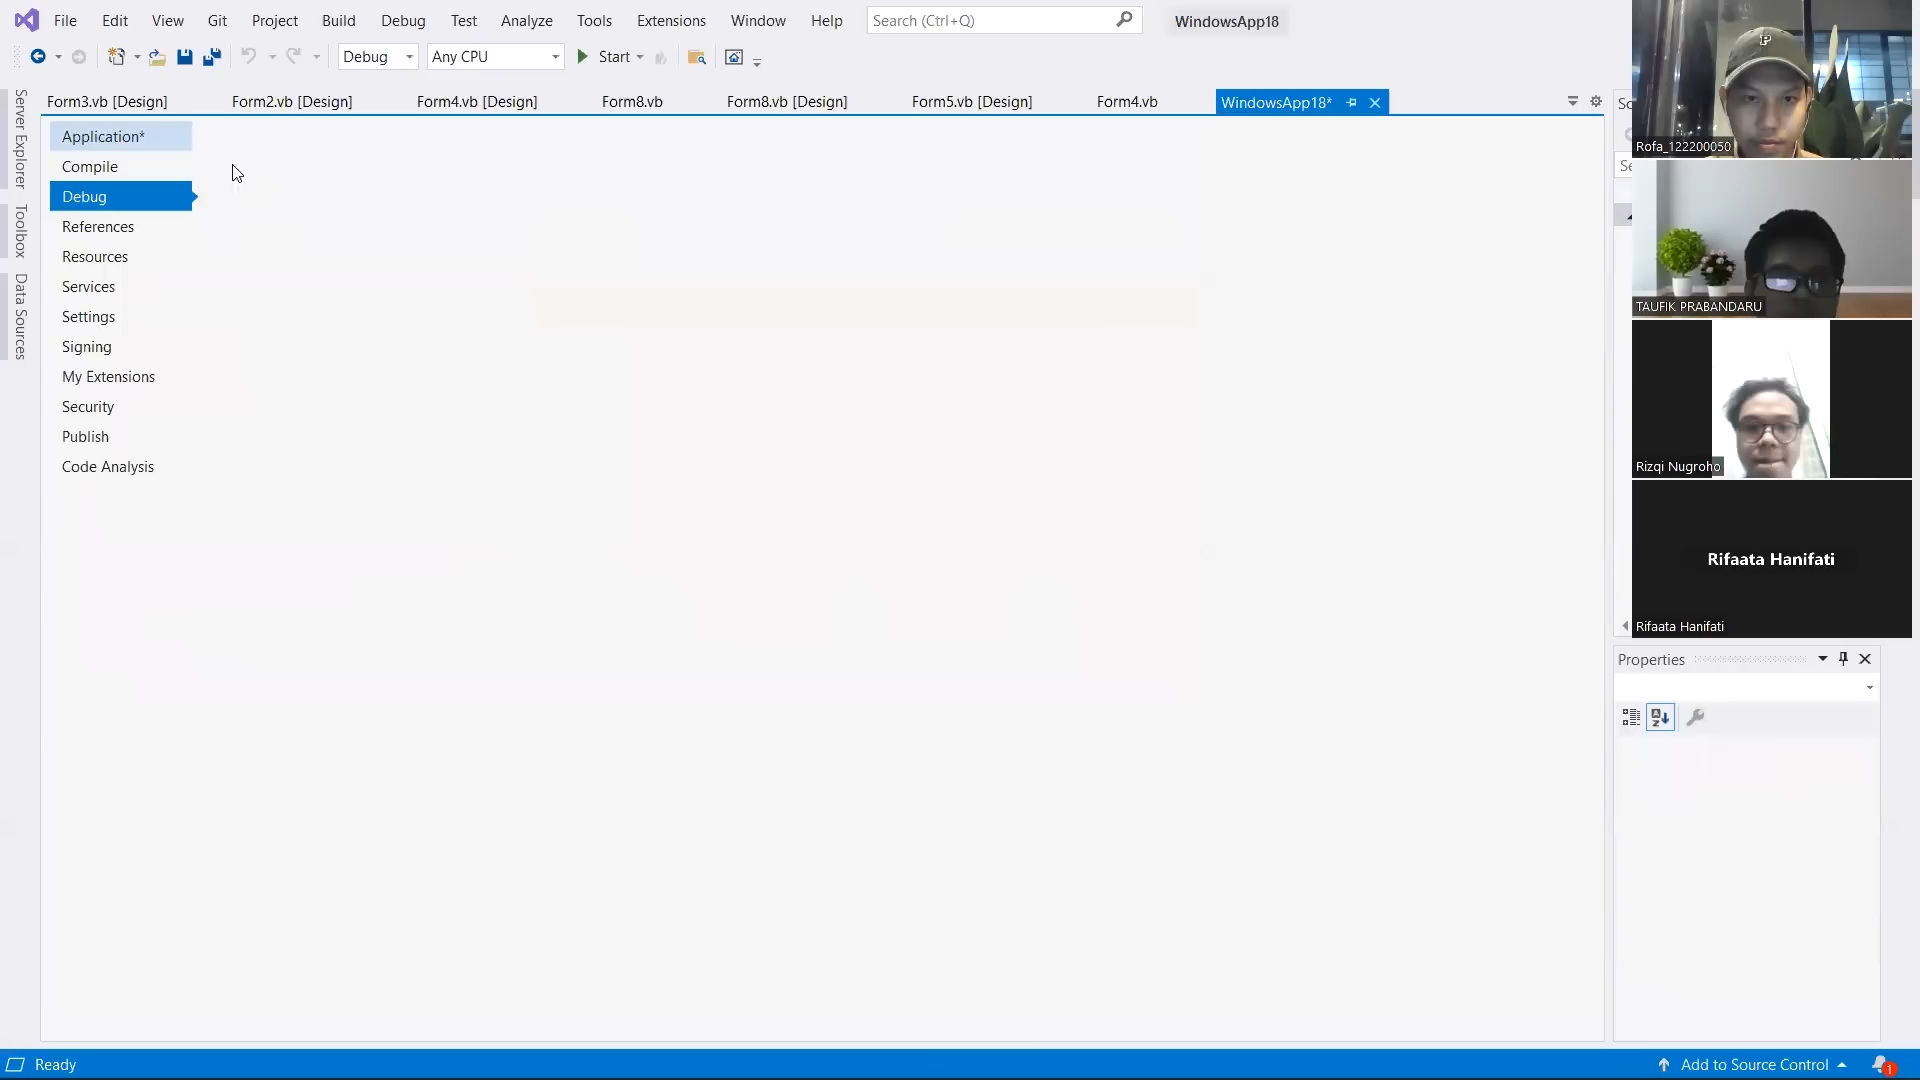 File Edit View Git Project Build Debug Test Analyze Tools Extensions Window Help Search (Ctrl+Q) WindowsApp18
Debug Any CPU Start
Form3.vb [Design] Form2.vb [Design] Form4.vb [Design] Form8.vb Form8.vb [Design] Form5.vb [Design] Form4.vb WindowsApp18*
Server Explorer
Toolbox
Data Sources
Application*
Compile
Debug
References
Resources
Services
Settings
Signing
My Extensions
Security
Publish
Code Analysis
P
Rofa_122200050
TAUFIK PRABANDARU
Rizqi Nugroho
Rifaata Hanifati
Rifaata Hanifati
Properties
Ready
Add to Source Control
1